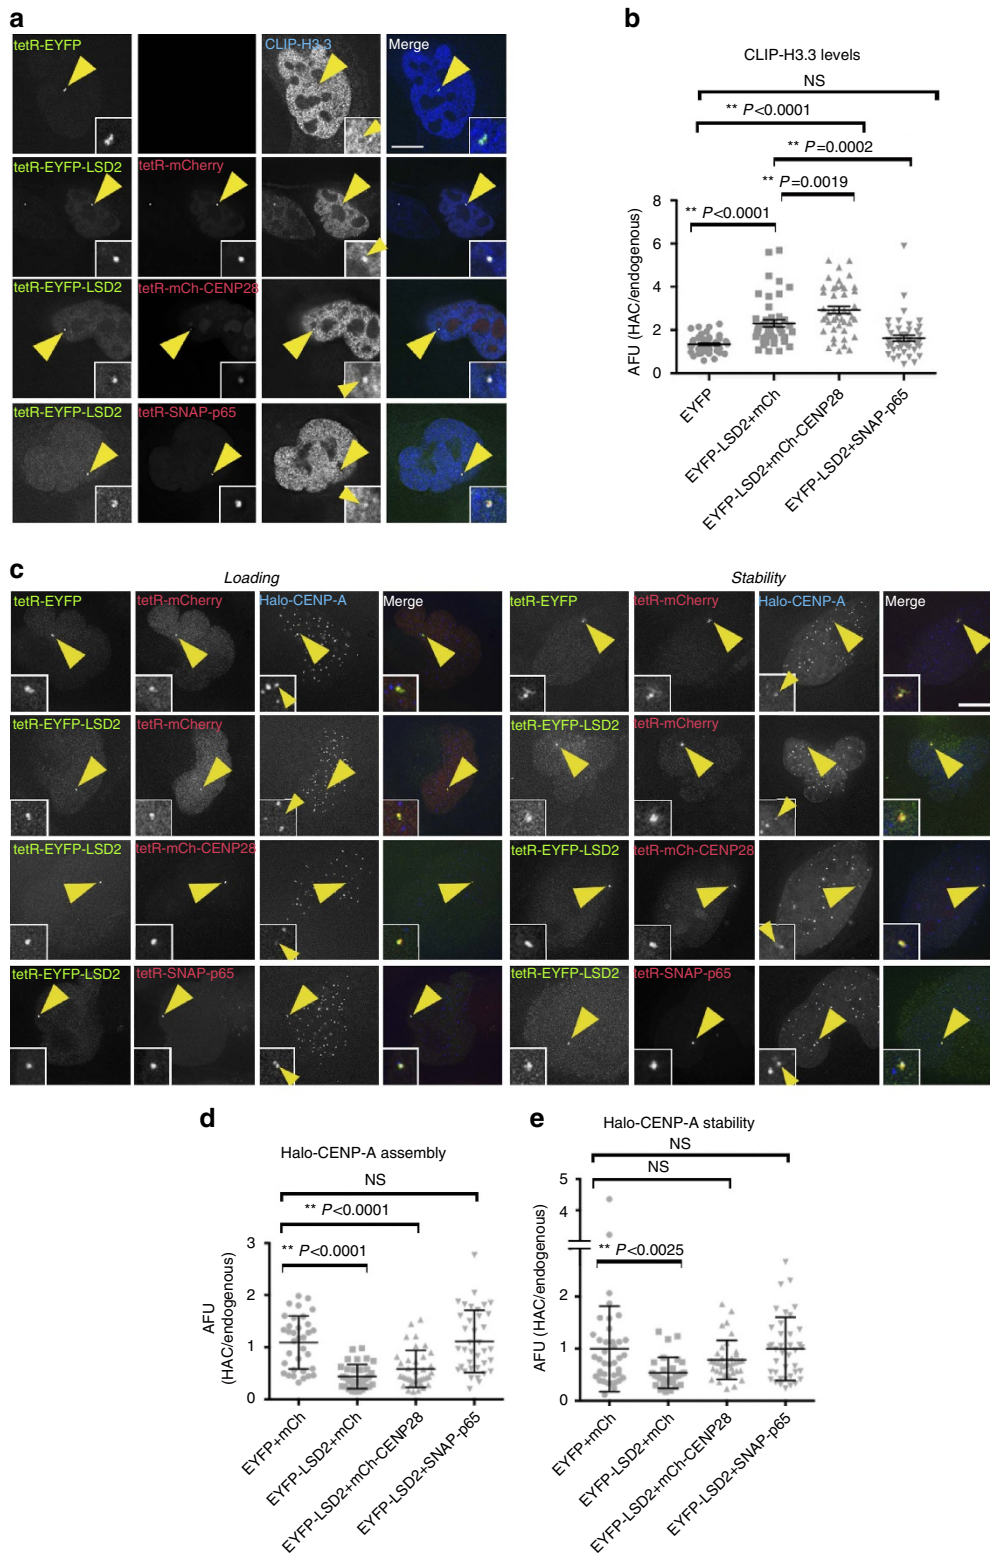 a
tetR-EYFP
CLIP-H3.3
Merge
tetR-EYFP-LSD2
tetR-mCherry
tetR-EYFP-LSD2
tetR-mCh-CENP28
tetR-EYFP-LSD2
tetR-SNAP-p65
b
CLIP-H3.3 levels
NS
** P<0.0001
** P=0.0002
** P=0.0019
** P<0.0001
AFU (HAC/endogenous)
8
6
4
2
0
EYFP
EYFP-LSD2+mCh
EYFP-LSD2+mCh-CENP28
EYFP-LSD2+SNAP-p65
c
Loading
Stability
tetR-EYFP
tetR-mCherry
Halo-CENP-A
Merge
tetR-EYFP
tetR-mCherry
Halo-CENP-A
Merge
tetR-EYFP-LSD2
tetR-mCherry
tetR-EYFP-LSD2
tetR-mCherry
tetR-EYFP-LSD2
tetR-mCh-CENP28
tetR-EYFP-LSD2
tetR-mCh-CENP28
tetR-EYFP-LSD2
tetR-SNAP-p65
tetR-EYFP-LSD2
tetR-SNAP-p65
d
Halo-CENP-A assembly
NS
** P<0.0001
** P<0.0001
AFU
(HAC/endogenous)
3
2
1
0
EYFP+mCh
EYFP-LSD2+mCh
EYFP-LSD2+mCh-CENP28
EYFP-LSD2+SNAP-p65
e
Halo-CENP-A stability
NS
NS
** P<0.0025
AFU (HAC/endogenous)
5
4
2
1
0
EYFP+mCh
EYFP-LSD2+mCh
EYFP-LSD2+mCh-CENP28
EYFP-LSD2+SNAP-p65